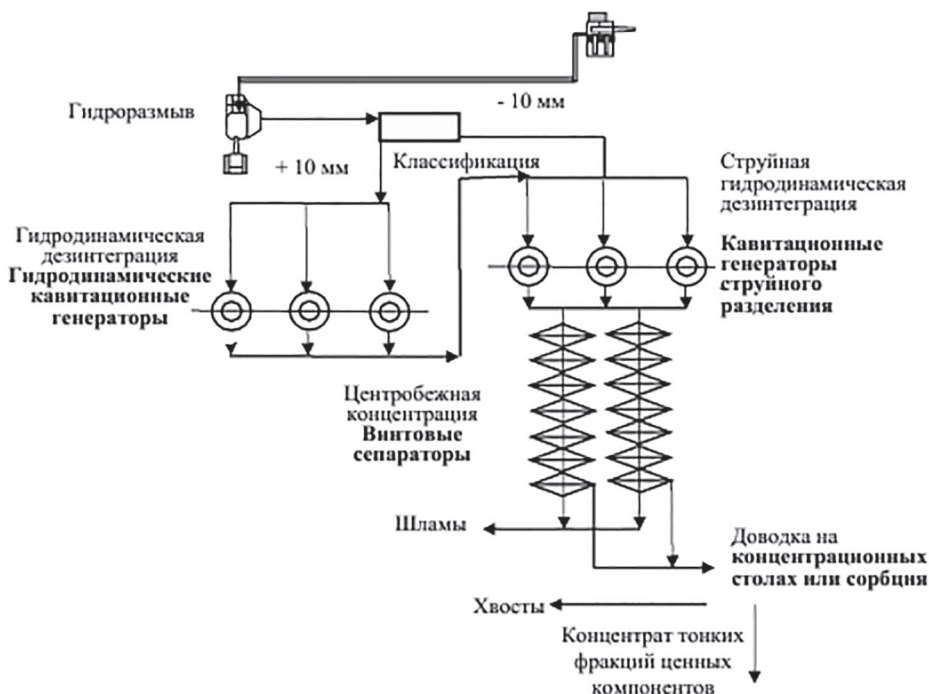 Гидроразмыв
- 10 мм
+ 10 мм
Классификация
Струйная
гидродинамическая
дезинтеграция
Кавитационные
генераторы
струйного
разделения
Гидродинамическая
дезинтеграция
Гидродинамические
кавитационные
генераторы
Центробежная
концентрация
Винтовые
сепараторы
Шламы
Доводка на
концентрационных
столах или сорбция
Хвосты
Концентрат тонких
фракций ценных
компонентов